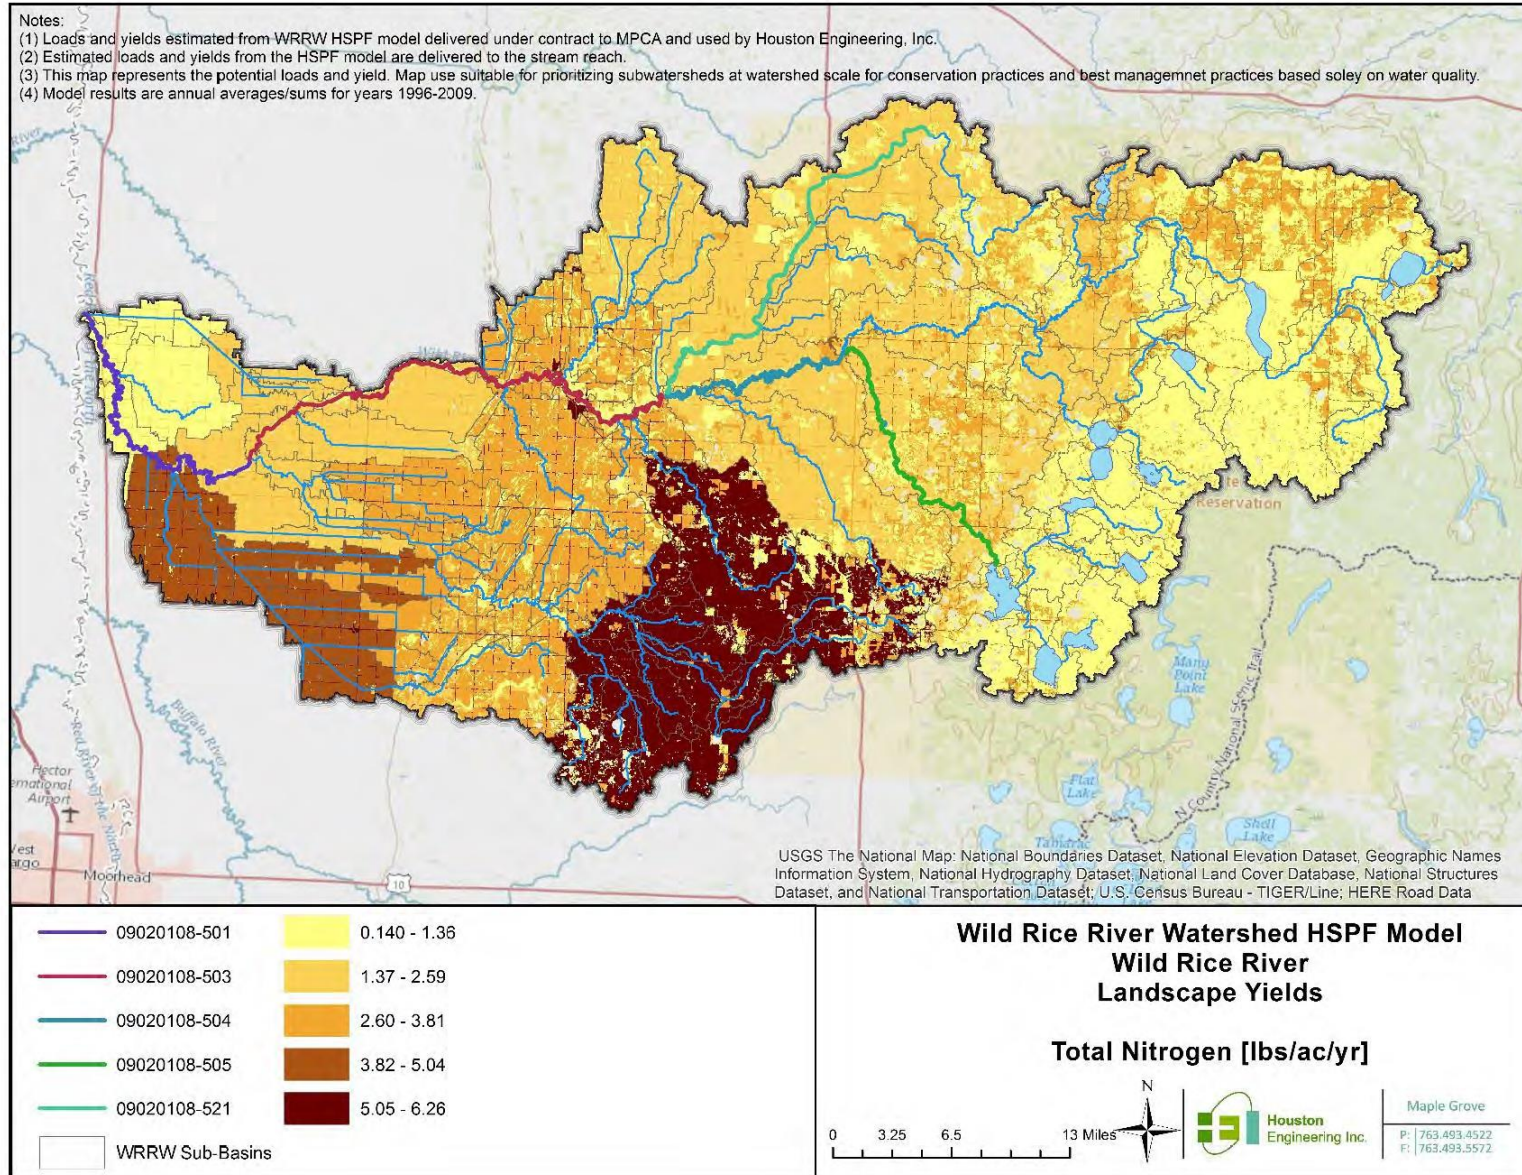 Notes:
(1) Loads and yields estimated from WRRW HSPF model delivered under contract to MPCA and used by Houston Engineering, Inc.
(2) Estimated loads and yields from the HSPF model are delivered to the stream reach.
(3) This map represents the potential loads and yield. Map use suitable for prioritizing subwatersheds at watershed scale for conservation practices and best managemnet practices based soley on water quality.
(4) Model results are annual averages/sums for years 1996-2009.
River
Reservation
Many
Point
Lake
N Country National Scenic Trail
Buffalo River
Red River of the North
Hector
ernational
Airport
Flat
Lake
Shell
Lake
Tamarac
Vest
argo
Moorhead
10
USGS The National Map: National Boundaries Dataset, National Elevation Dataset, Geographic Names
Information System, National Hydrography Dataset, National Land Cover Database, National Structures
Dataset, and National Transportation Dataset; U.S. Census Bureau - TIGER/Line; HERE Road Data
09020108-501
0.140 - 1.36
09020108-503
1.37 - 2.59
09020108-504
2.60 - 3.81
09020108-505
3.82 - 5.04
09020108-521
5.05 - 6.26
WRRW Sub-Basins
Wild Rice River Watershed HSPF Model
Wild Rice River
Landscape Yields
Total Nitrogen [lbs/ac/yr]
N
0 3.25 6.5 13 Miles
Houston
Engineering Inc.
Maple Grove
P: 763.493.4522
F: 763.493.5572